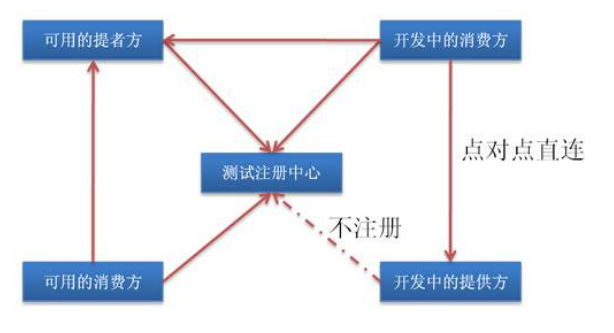 可用的提者方
开发中的消费方
点对点直连
测试注册中心
不注册
可用的消费方
开发中的提供方